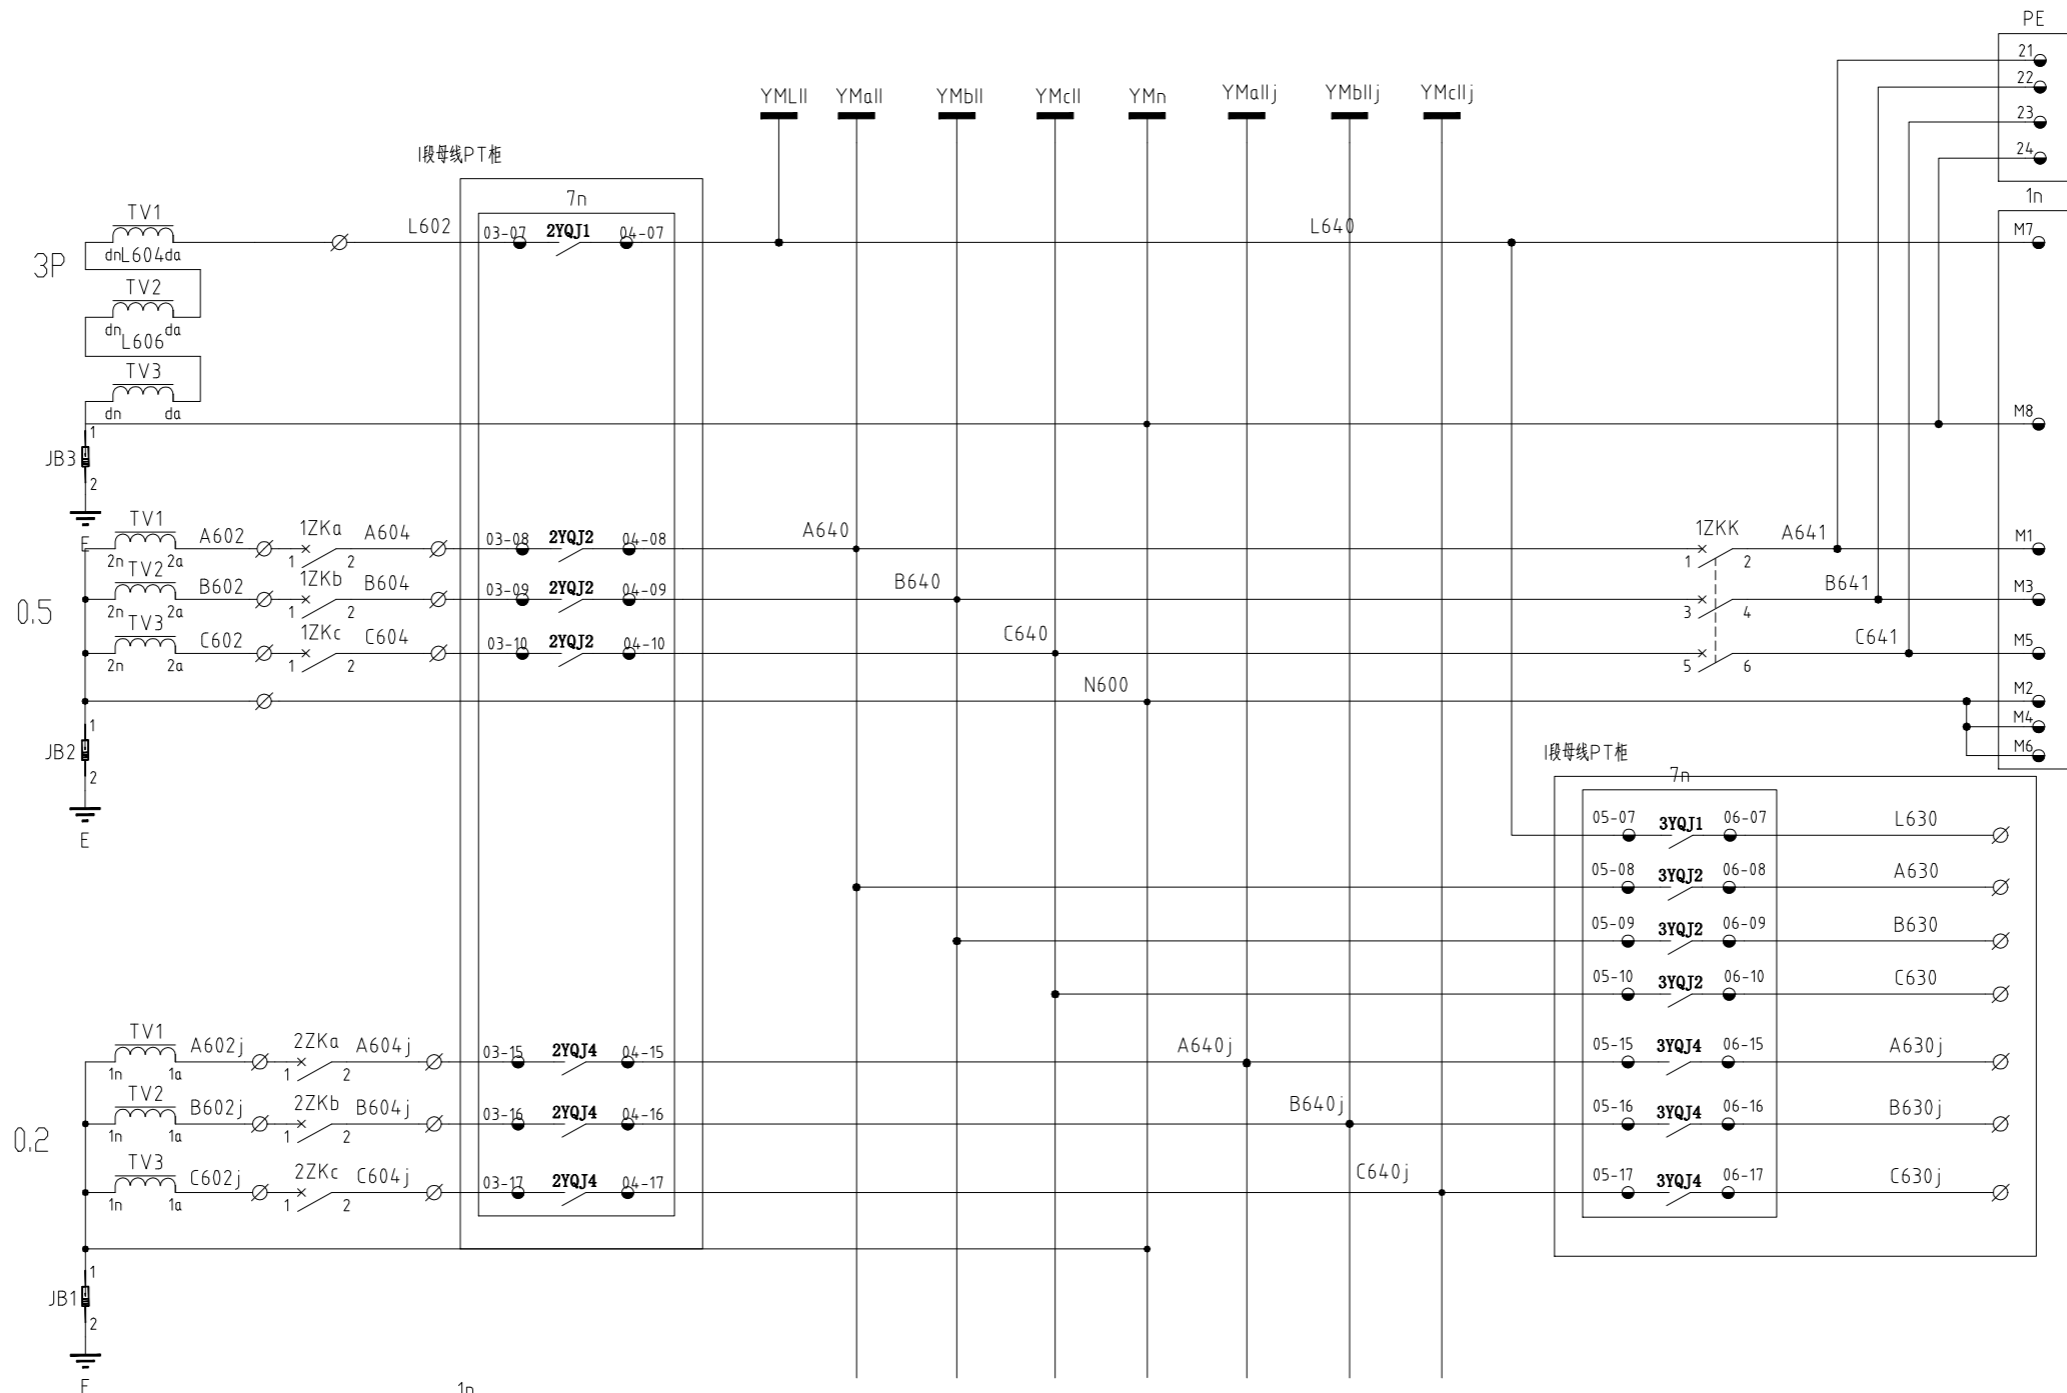 PE
21
22
23
24
YMLII YMaII YMbII YMcII YMn YMaIIj YMbIIj YMcIIj
I段母线PT柜
7n
1n
3P
TV1
dn L604 da
L602
03-07 2YQJ1 04-07
L640
M7
TV2
dn da
L606
TV3
dn da
M8
1
JB3
2
E
0.5
TV1 A602 1ZKa A604
2n 2a 1 2
03-08 2YQJ2 04-08
A640
1ZKK
1 2
A641
M1
TV2 B602 1ZKb B604
2n 2a 1 2
03-09 2YQJ2 04-09
B640
3 4
B641
M3
TV3 C602 1ZKc C604
2n 2a 1 2
03-10 2YQJ2 04-10
C640
5 6
C641
M5
N600
M2
M4
M6
1
JB2
2
E
I段母线PT柜
7n
05-07 3YQJ1 06-07 L630
05-08 3YQJ2 06-08 A630
05-09 3YQJ2 06-09 B630
05-10 3YQJ2 06-10 C630
0.2
TV1 A602j 2ZKa A604j
1n 1a 1 2
03-15 2YQJ4 04-15
A640j
05-15 3YQJ4 06-15 A630j
TV2 B602j 2ZKb B604j
1n 1a 1 2
03-16 2YQJ4 04-16
B640j
05-16 3YQJ4 06-16 B630j
TV3 C602j 2ZKc C604j
1n 1a 1 2
03-17 2YQJ4 04-17
C640j
05-17 3YQJ4 06-17 C630j
1
JB1
2
E
1n